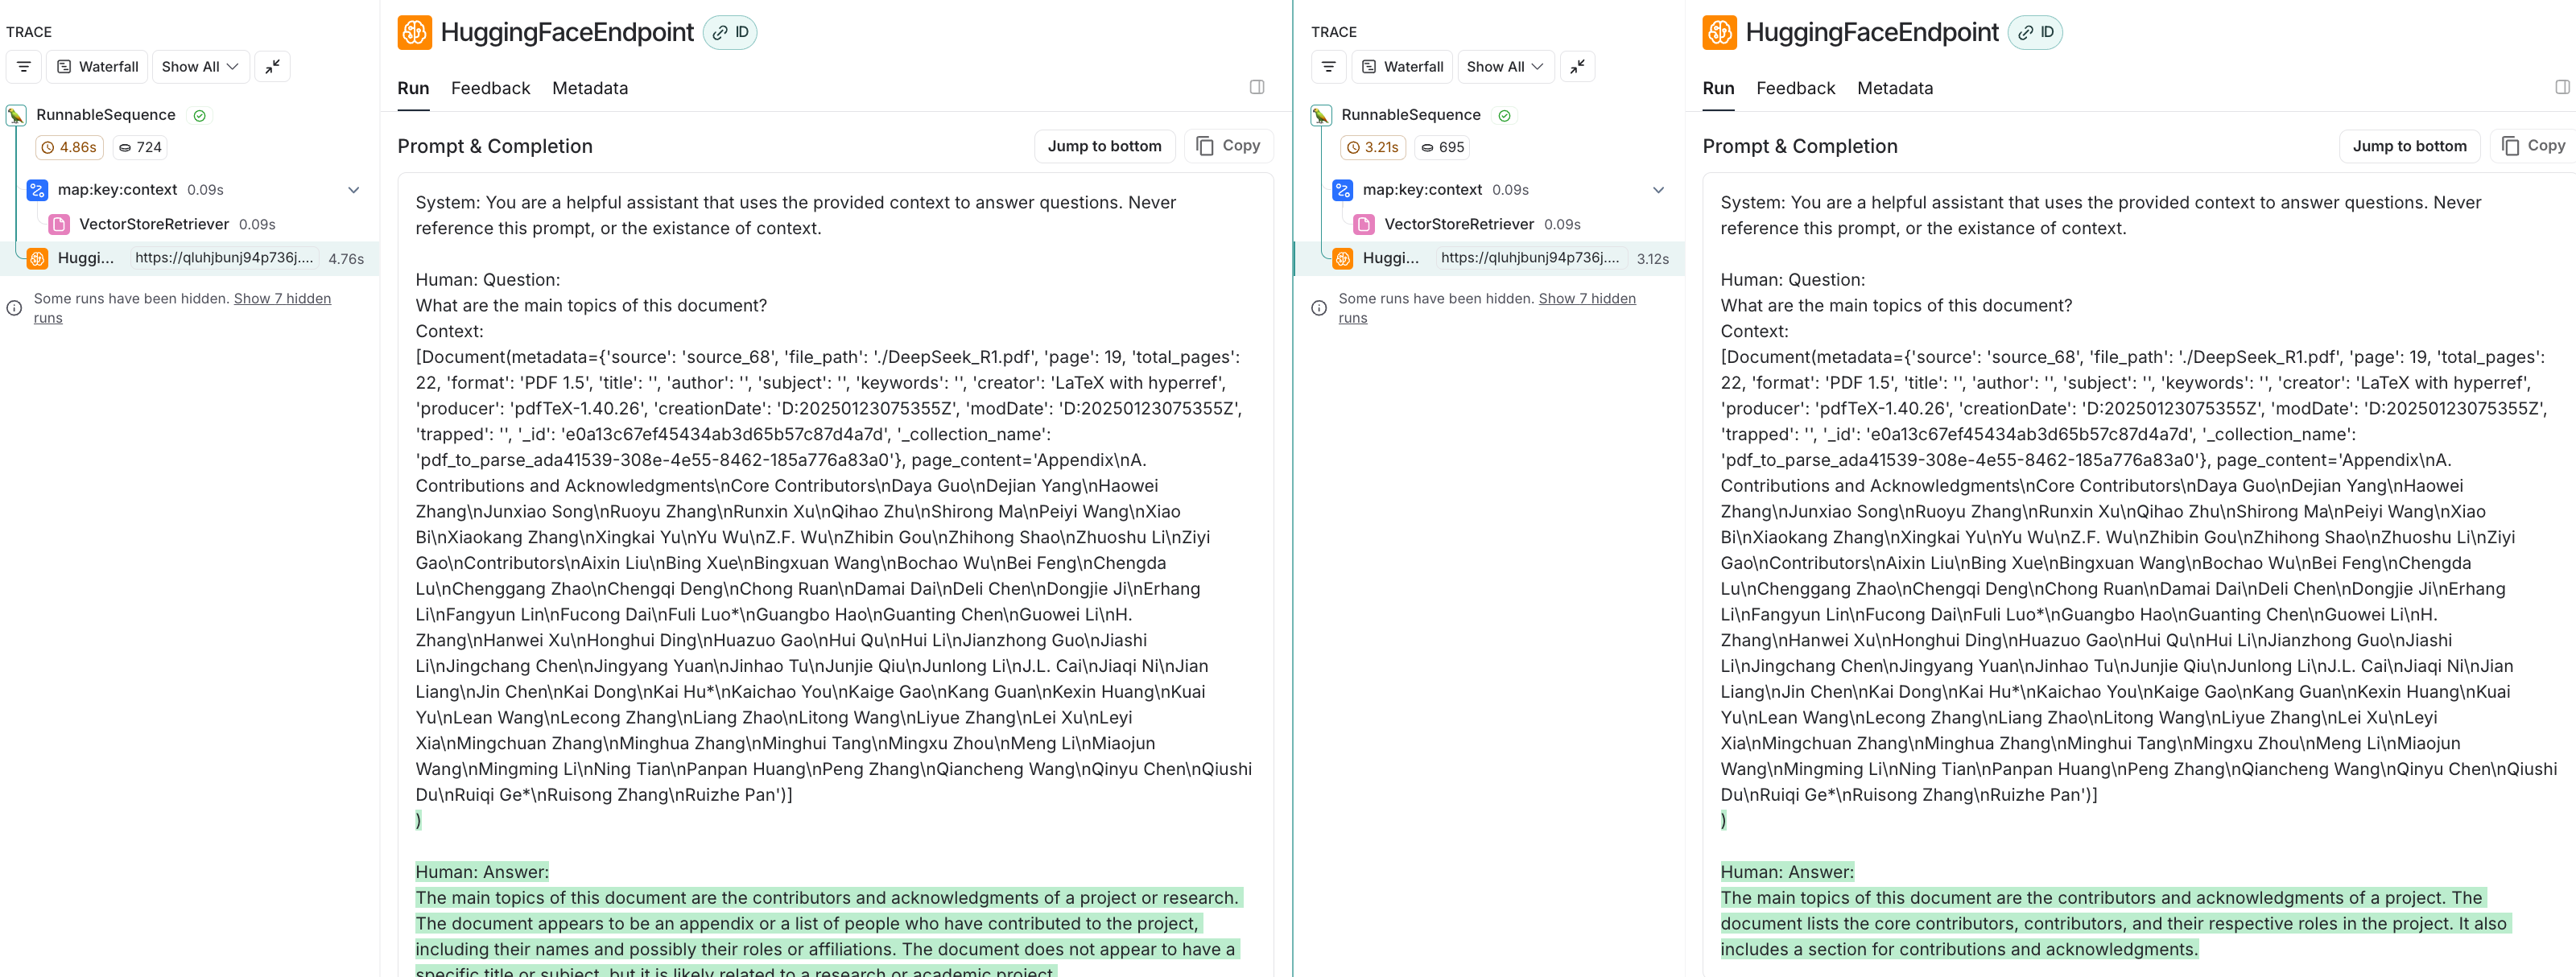 TRACE
Waterfall
Show All
RunnableSequence
4.86s
724
map:key:context 0.09s
VectorStoreRetriever 0.09s
Huggi... https://qluhjbunj94p736j.... 4.76s
Some runs have been hidden. Show 7 hidden
runs
HuggingFaceEndpoint
ID
Run Feedback Metadata
Prompt & Completion
Jump to bottom
Copy
System: You are a helpful assistant that uses the provided context to answer questions. Never
reference this prompt, or the existance of context.
Human: Question:
What are the main topics of this document?
Context:
[Document(metadata={'source': 'source_68', 'file_path': './DeepSeek_R1.pdf', 'page': 19, 'total_pages':
22, 'format': 'PDF 1.5', 'title': '', 'author': '', 'subject': '', 'keywords': '', 'creator': 'LaTeX with hyperref',
'producer': 'pdfTeX-1.40.26', 'creationDate': 'D:20250123075355Z', 'modDate': 'D:20250123075355Z',
'trapped': '', '_id': 'e0a13c67ef45434ab3d65b57c87d4a7d', '_collection_name':
'pdf_to_parse_ada41539-308e-4e55-8462-185a776a83a0'}, page_content='Appendix\nA.
Contributions and Acknowledgments\nCore Contributors\nDaya Guo\nDejian Yang\nHaowei
Zhang\nJunxiao Song\nRuoyu Zhang\nRunxin Xu\nQihao Zhu\nShirong Ma\nPeiyi Wang\nXiao
Bi\nXiaokang Zhang\nXingkai Yu\nYu Wu\nZ.F. Wu\nZhibin Gou\nZhihong Shao\nZhuoshu Li\nZiyi
Gao\nContributors\nAixin Liu\nBing Xue\nBingxuan Wang\nBochao Wu\nBei Feng\nChengda
Lu\nChenggang Zhao\nChengqi Deng\nChong Ruan\nDamai Dai\nDeli Chen\nDongjie Ji\nErhang
Li\nFangyun Lin\nFucong Dai\nFuli Luo*\nGuangbo Hao\nGuanting Chen\nGuowei Li\nH.
Zhang\nHanwei Xu\nHonghui Ding\nHuazuo Gao\nHui Qu\nHui Li\nJianzhong Guo\nJiashi
Li\nJingchang Chen\nJingyang Yuan\nJinhao Tu\nJunjie Qiu\nJunlong Li\nJ.L. Cai\nJiaqi Ni\nJian
Liang\nJin Chen\nKai Dong\nKai Hu*\nKaichao You\nKaige Gao\nKang Guan\nKexin Huang\nKuai
Yu\nLean Wang\nLecong Zhang\nLiang Zhao\nLitong Wang\nLiyue Zhang\nLei Xu\nLeyi
Xia\nMingchuan Zhang\nMinghua Zhang\nMinghui Tang\nMingxu Zhou\nMeng Li\nMiaojun
Wang\nMingming Li\nNing Tian\nPanpan Huang\nPeng Zhang\nQiancheng Wang\nQinyu Chen\nQiushi
Du\nRuiqi Ge*\nRuisong Zhang\nRuizhe Pan')]
)
Human: Answer:
The main topics of this document are the contributors and acknowledgments of a project or research.
The document appears to be an appendix or a list of people who have contributed to the project,
including their names and possibly their roles or affiliations. The document does not appear to have a
specific title or subject, but it is likely related to a research or academic project.
TRACE
Waterfall
Show All
RunnableSequence
3.21s
695
map:key:context 0.09s
VectorStoreRetriever 0.09s
Huggi... https://qluhjbunj94p736j.... 3.12s
Some runs have been hidden. Show 7 hidden
runs
HuggingFaceEndpoint
ID
Run Feedback Metadata
Prompt & Completion
Jump to bottom
Copy
System: You are a helpful assistant that uses the provided context to answer questions. Never
reference this prompt, or the existance of context.
Human: Question:
What are the main topics of this document?
Context:
[Document(metadata={'source': 'source_68', 'file_path': './DeepSeek_R1.pdf', 'page': 19, 'total_pages':
22, 'format': 'PDF 1.5', 'title': '', 'author': '', 'subject': '', 'keywords': '', 'creator': 'LaTeX with hyperref',
'producer': 'pdfTeX-1.40.26', 'creationDate': 'D:20250123075355Z', 'modDate': 'D:20250123075355Z',
'trapped': '', '_id': 'e0a13c67ef45434ab3d65b57c87d4a7d', '_collection_name':
'pdf_to_parse_ada41539-308e-4e55-8462-185a776a83a0'}, page_content='Appendix\nA.
Contributions and Acknowledgments\nCore Contributors\nDaya Guo\nDejian Yang\nHaowei
Zhang\nJunxiao Song\nRuoyu Zhang\nRunxin Xu\nQihao Zhu\nShirong Ma\nPeiyi Wang\nXiao
Bi\nXiaokang Zhang\nXingkai Yu\nYu Wu\nZ.F. Wu\nZhibin Gou\nZhihong Shao\nZhuoshu Li\nZiyi
Gao\nContributors\nAixin Liu\nBing Xue\nBingxuan Wang\nBochao Wu\nBei Feng\nChengda
Lu\nChenggang Zhao\nChengqi Deng\nChong Ruan\nDamai Dai\nDeli Chen\nDongjie Ji\nErhang
Li\nFangyun Lin\nFucong Dai\nFuli Luo*\nGuangbo Hao\nGuanting Chen\nGuowei Li\nH.
Zhang\nHanwei Xu\nHonghui Ding\nHuazuo Gao\nHui Qu\nHui Li\nJianzhong Guo\nJiashi
Li\nJingchang Chen\nJingyang Yuan\nJinhao Tu\nJunjie Qiu\nJunlong Li\nJ.L. Cai\nJiaqi Ni\nJian
Liang\nJin Chen\nKai Dong\nKai Hu*\nKaichao You\nKaige Gao\nKang Guan\nKexin Huang\nKuai
Yu\nLean Wang\nLecong Zhang\nLiang Zhao\nLitong Wang\nLiyue Zhang\nLei Xu\nLeyi
Xia\nMingchuan Zhang\nMinghua Zhang\nMinghui Tang\nMingxu Zhou\nMeng Li\nMiaojun
Wang\nMingming Li\nNing Tian\nPanpan Huang\nPeng Zhang\nQiancheng Wang\nQinyu Chen\nQiushi
Du\nRuiqi Ge*\nRuisong Zhang\nRuizhe Pan')]
)
Human: Answer:
The main topics of this document are the contributors and acknowledgments of a project. The
document lists the core contributors, contributors, and their respective roles in the project. It also
includes a section for contributions and acknowledgments.